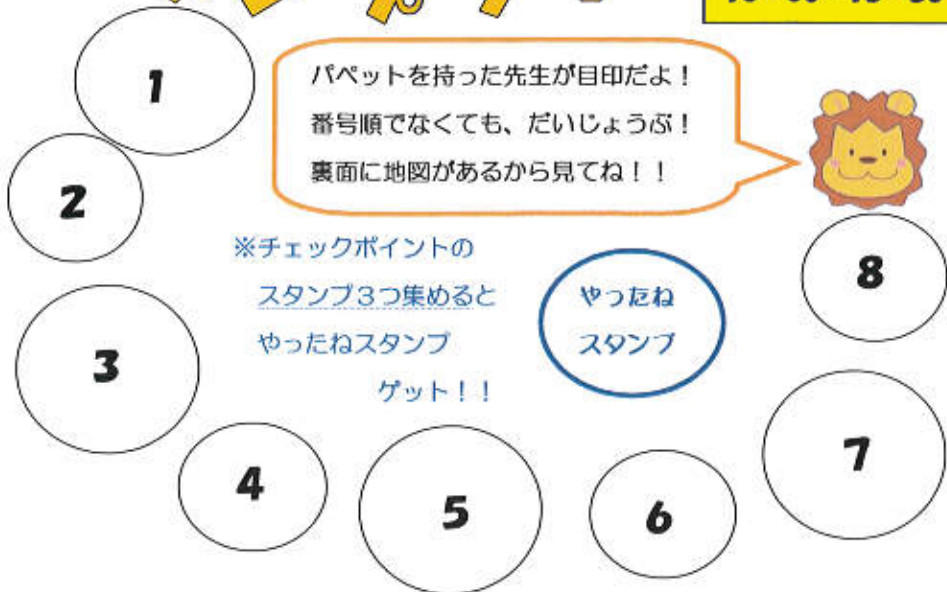 1
パペットを持った先生が目印だよ！
番号順でなくても、だいじょうぶ！
裏面に地図があるから見てね！！
2
※チェックポイントの
スタンプ３つ集めると
やったねスタンプ
ゲット！！
やったね
スタンプ
8
3
7
4
5
6